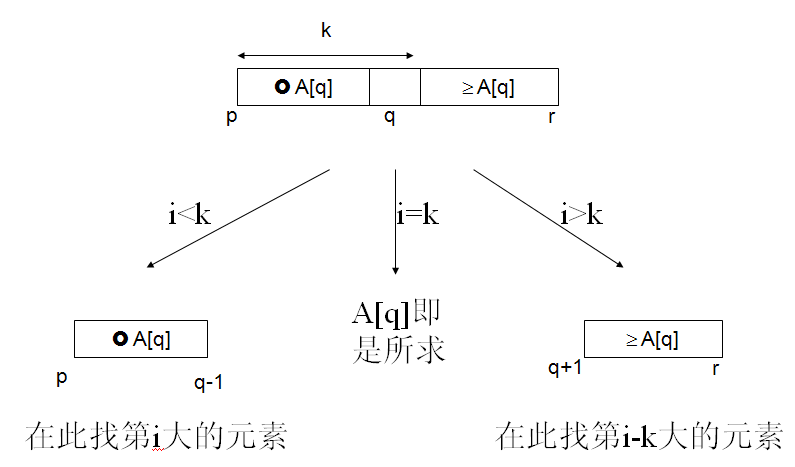 k
✪ A[q]
≥A[q]
p
q
r
i<k
i=k
i>k
✪ A[q]
A[q]即
是所求
≥A[q]
p
q-1
q+1
r
在此找第i大的元素
在此找第i-k大的元素